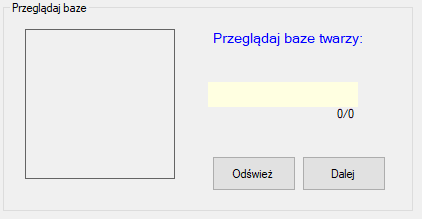 Przeglądaj baze
Przeglądaj baze twarzy:
0/0
Odśwież
Dalej